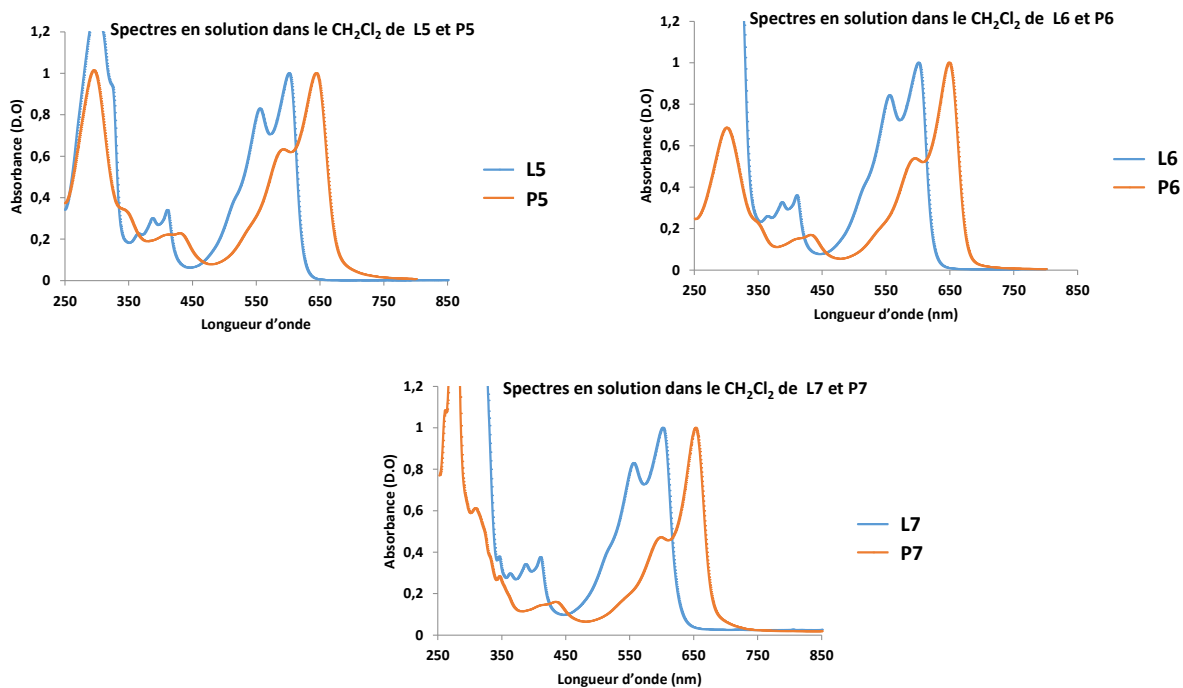 Spectres en solution dans le CH₂Cl₂ de L5 et P5
Absorbance (D.O)
1,2
1
0,8
0,6
0,4
0,2
0
250 350 450 550 650 750 850
Longueur d’onde
L5
P5
Spectres en solution dans le CH₂Cl₂ de L6 et P6
Absorbance (D.O)
1,2
1
0,8
0,6
0,4
0,2
0
250 350 450 550 650 750 850
Longueur d’onde (nm)
L6
P6
Spectres en solution dans le CH₂Cl₂ de L7 et P7
Absorbance (D.O)
1,2
1
0,8
0,6
0,4
0,2
0
250 350 450 550 650 750 850
Longueur d’onde (nm)
L7
P7